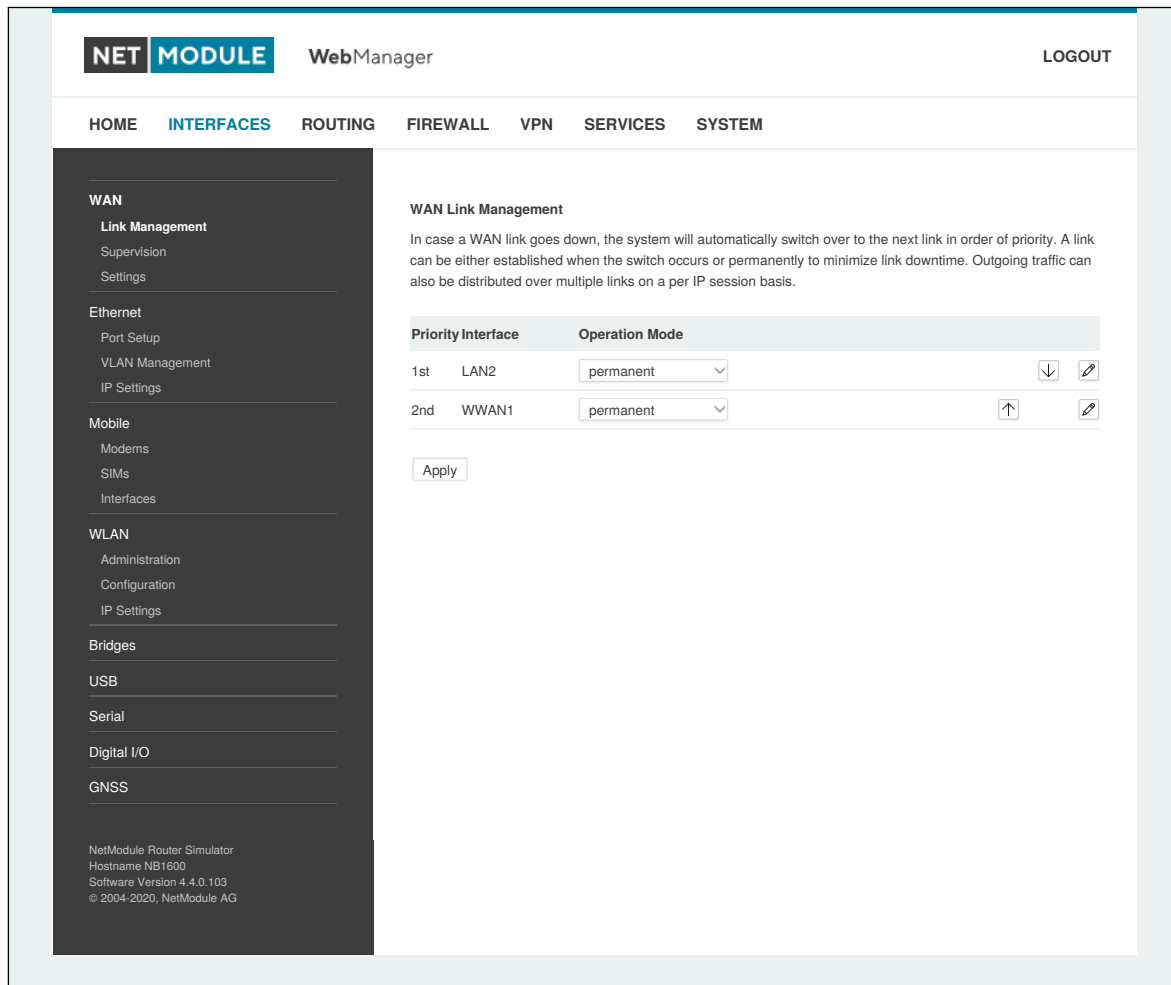 NET MODULE WebManager LOGOUT
HOME INTERFACES ROUTING FIREWALL VPN SERVICES SYSTEM
WAN
Link Management
Supervision
Settings
Ethernet
Port Setup
VLAN Management
IP Settings
Mobile
Modems
SIMs
Interfaces
WLAN
Administration
Configuration
IP Settings
Bridges
USB
Serial
Digital I/O
GNSS
NetModule Router Simulator
Hostname NB1600
Software Version 4.4.0.103
© 2004-2020, NetModule AG
WAN Link Management
In case a WAN link goes down, the system will automatically switch over to the next link in order of priority. A link
can be either established when the switch occurs or permanently to minimize link downtime. Outgoing traffic can
also be distributed over multiple links on a per IP session basis.
Priority Interface Operation Mode
1st LAN2 permanent
2nd WWAN1 permanent
Apply